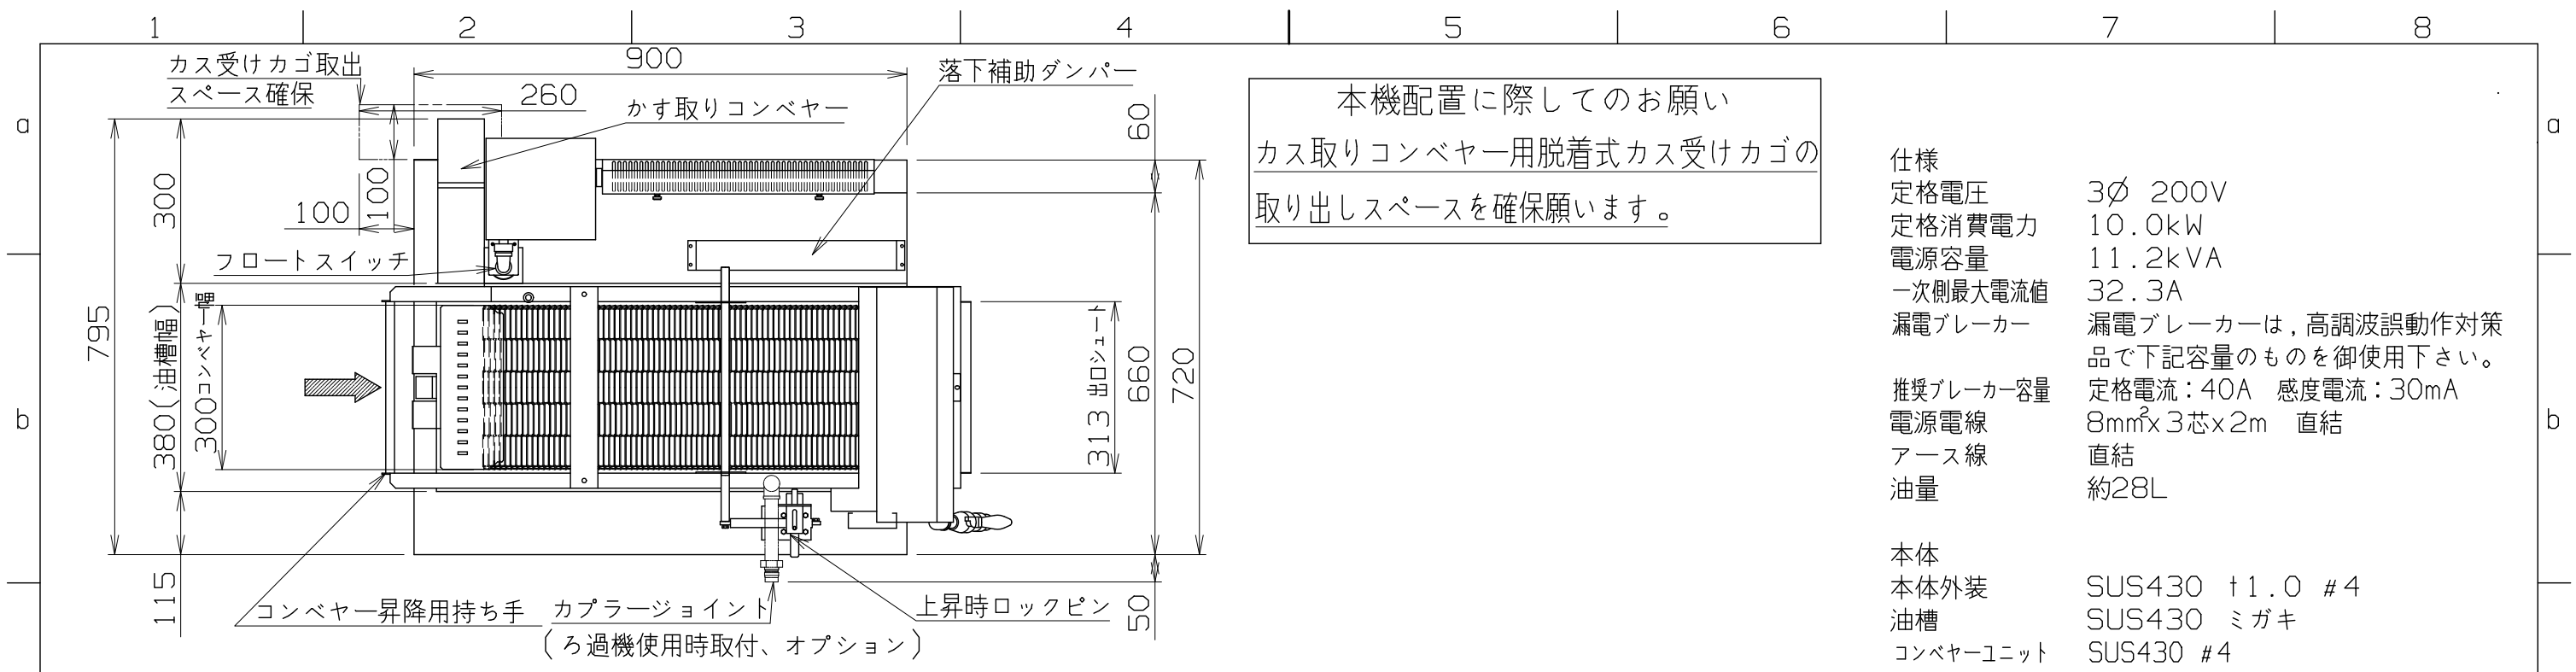 1 2 3 4 5 6 7 8
a a
b b
カス受けカゴ取出
スペース確保
900
260
かす取りコンベヤー
落下補助ダンパー
60
300
100
100
フロートスイッチ
795
380(油槽幅)
300コンベヤー幅
313 出口シュート
660
720
115
50
コンベヤー昇降用持ち手
カプラージョイント
(ろ過機使用時取付、オプション)
上昇時ロックピン
本機配置に際してのお願い
カス取りコンベヤー用脱着式カス受けカゴの
取り出しスペースを確保願います。
仕様
定格電圧 3∅ 200V
定格消費電力 10.0kW
電源容量 11.2kVA
一次側最大電流値 32.3A
漏電ブレーカー 漏電ブレーカーは,高調波誤動作対策
品で下記容量のものを御使用下さい。
推奨ブレーカー容量 定格電流:40A 感度電流:30mA
電源電線 8mm²x3芯x2m 直結
アース線 直結
油量 約28L
本体
本体外装 SUS430 t1.0 #4
油槽 SUS430 ミガキ
コンベヤーユニット SUS430 #4